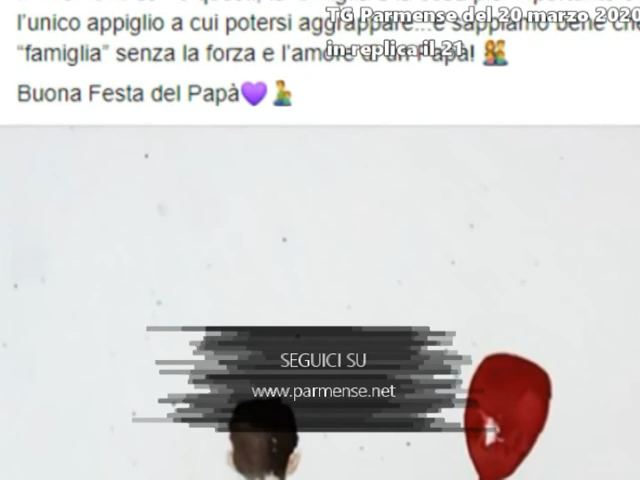 TG Parmense del 20 marzo 2020
in replica il 21
l'unico appiglio a cui potersi aggrappare...e sappiamo bene che
"famiglia" senza la forza e l'amore di un Papà!
Buona Festa del Papà
SEGUICI SU
www.parmense.net